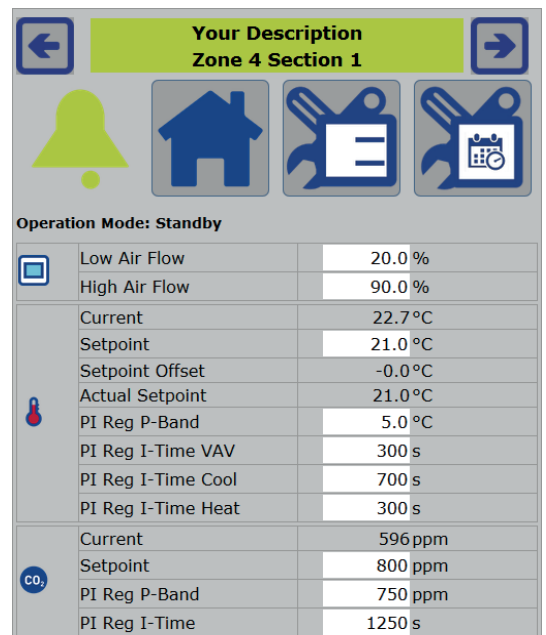 Your Description
Zone 4 Section 1
Operation Mode: Standby
Low Air Flow 20.0 %
High Air Flow 90.0 %
Current 22.7 °C
Setpoint 21.0 °C
Setpoint Offset -0.0 °C
Actual Setpoint 21.0 °C
PI Reg P-Band 5.0 °C
PI Reg I-Time VAV 300 s
PI Reg I-Time Cool 700 s
PI Reg I-Time Heat 300 s
CO₂
Current 596 ppm
Setpoint 800 ppm
PI Reg P-Band 750 ppm
PI Reg I-Time 1250 s